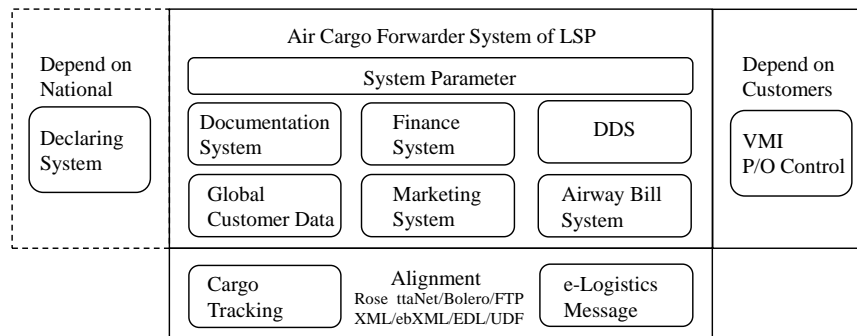 Air Cargo Forwarder System of LSP
Depend on
National
Declaring
System
System Parameter
Documentation
System
Finance
System
DDS
Global
Customer Data
Marketing
System
Airway Bill
System
Depend on
Customers
VMI
P/O Control
Cargo
Tracking
Alignment
Rose ttaNet/Bolero/FTP
XML/ebXML/EDL/UDF
e-Logistics
Message